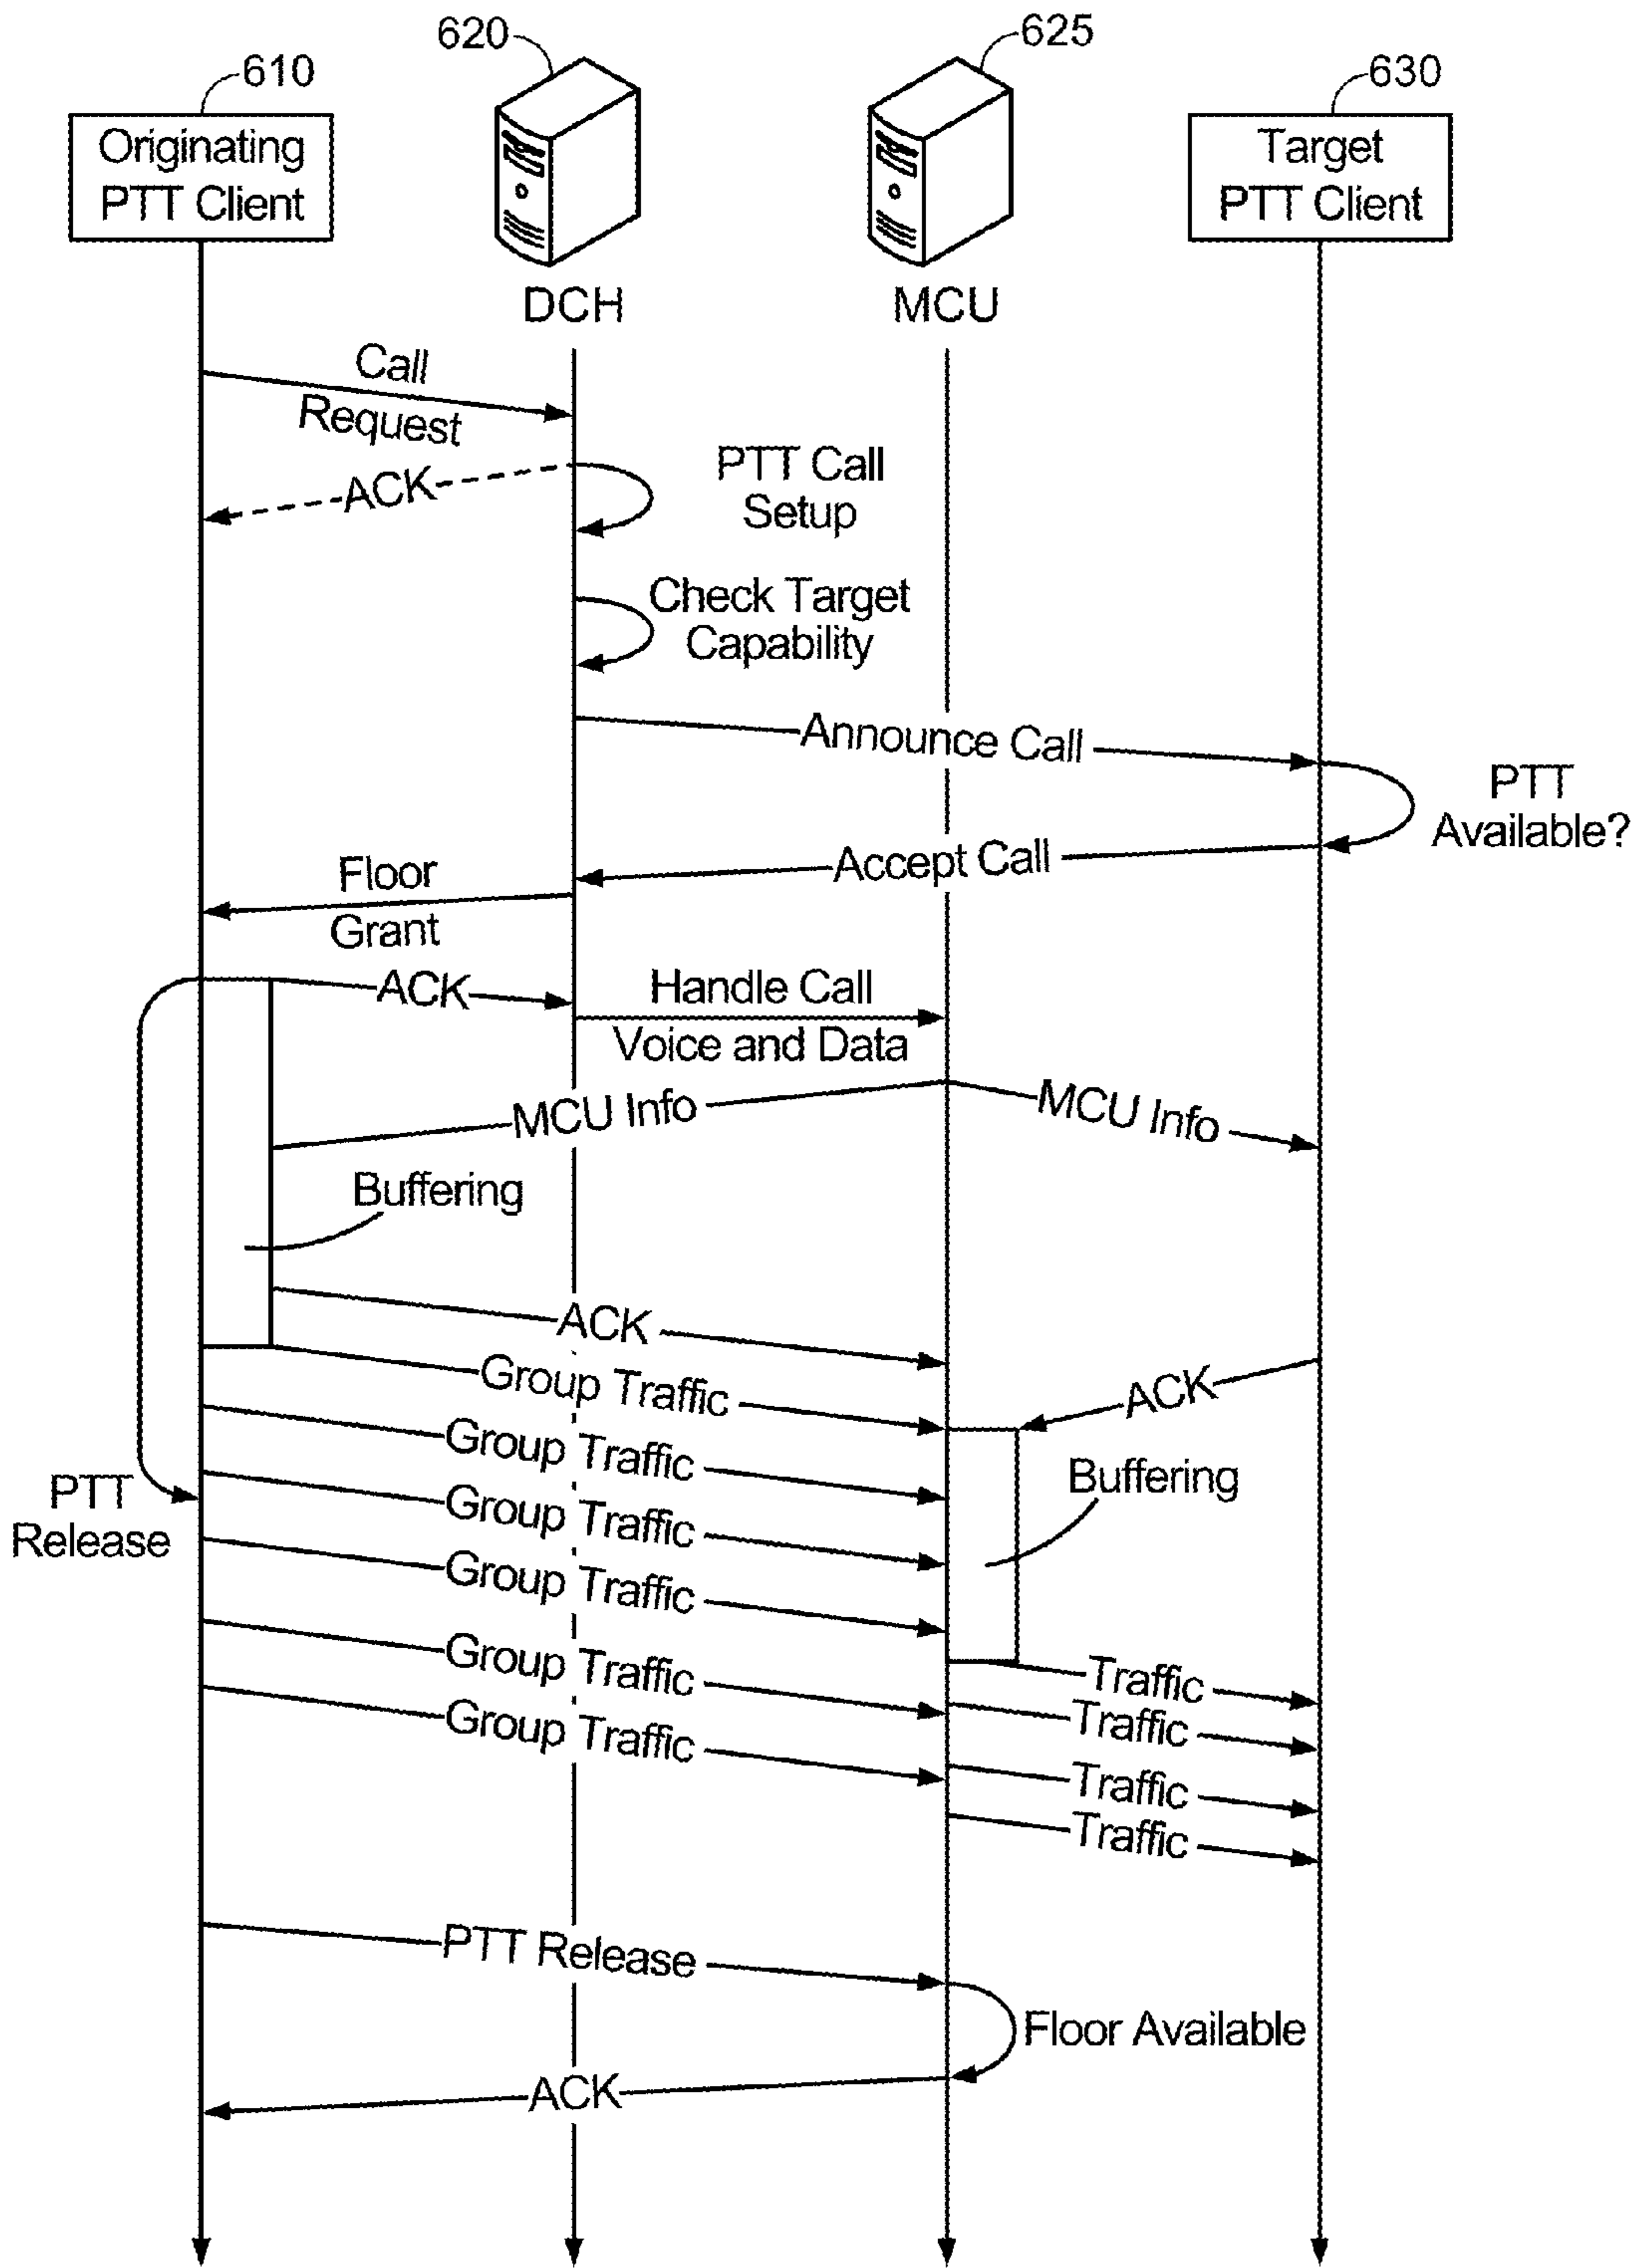 620
625
610
630
Originating
PTT Client
Target
PTT Client
DCH
MCU
Call
Request
ACK
PTT Call
Setup
Check Target
Capability
Announce Call
PTT
Available?
Accept Call
Floor
Grant
ACK
Handle Call
Voice and Data
MCU Info
MCU Info
Buffering
ACK
Group Traffic
ACK
Group Traffic
Buffering
PTT
Release
Group Traffic
Group Traffic
Group Traffic
Traffic
Group Traffic
Traffic
Traffic
Traffic
PTT Release
Floor Available
ACK